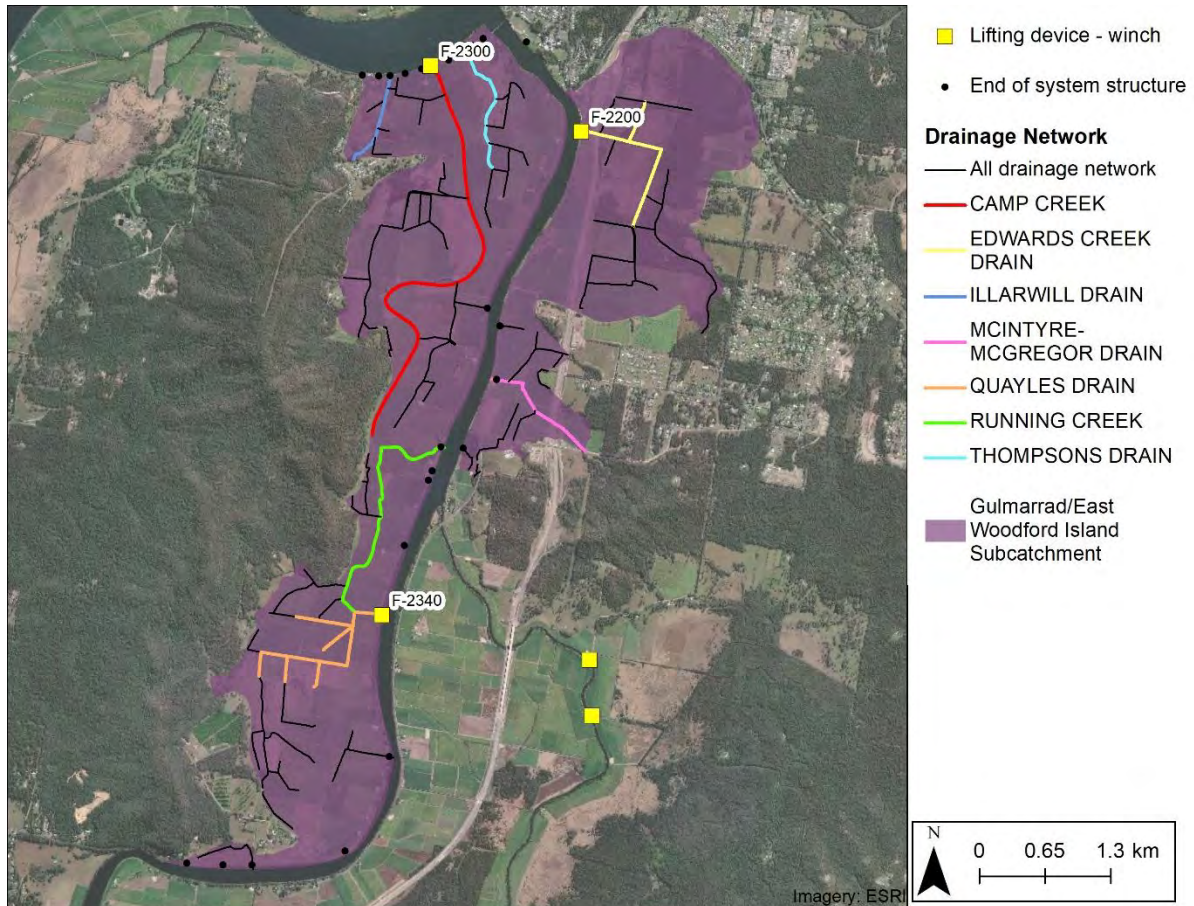 F-2300
F-2200
F-2340
Imagery: ESRI
Lifting device - winch
End of system structure
Drainage Network
All drainage network
CAMP CREEK
EDWARDS CREEK
DRAIN
ILLARWILL DRAIN
MCINTYRE-
MCGREGOR DRAIN
QUAYLES DRAIN
RUNNING CREEK
THOMPSONS DRAIN
Gulmarrad/East
Woodford Island
Subcatchment
N
0 0.65 1.3 km